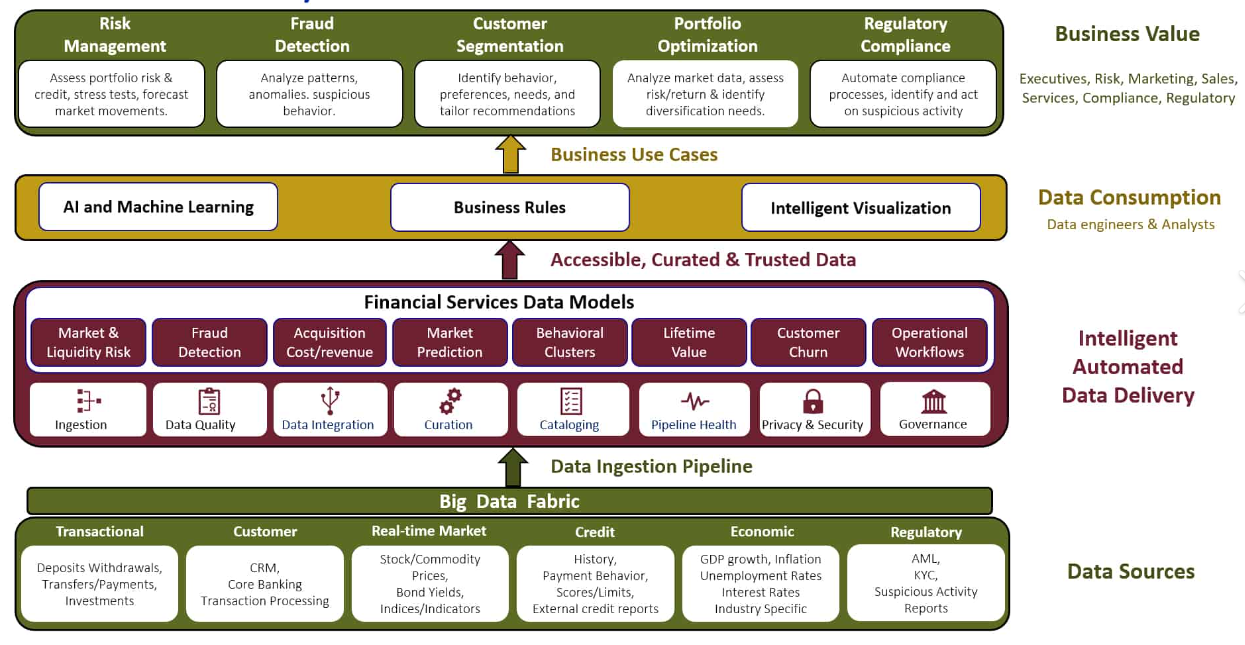 Risk
Management
Fraud
Detection
Customer
Segmentation
Portfolio
Optimization
Regulatory
Compliance
Business Value
Assess portfolio risk &
credit, stress tests, forecast
market movements.
Analyze patterns,
anomalies. suspicious
behavior.
Identify behavior,
preferences, needs, and
tailor recommendations
Analyze market data, assess
risk/return & identify
diversification needs.
Automate compliance
processes, identify and act
on suspicious activity
Executives, Risk, Marketing, Sales,
Services, Compliance, Regulatory
Business Use Cases
AI and Machine Learning
Business Rules
Intelligent Visualization
Data Consumption
Data engineers & Analysts
Accessible, Curated & Trusted Data
Financial Services Data Models
Market &
Liquidity Risk
Fraud
Detection
Acquisition
Cost/revenue
Market
Prediction
Behavioral
Clusters
Lifetime
Value
Customer
Churn
Operational
Workflows
Intelligent
Automated
Data Delivery
Ingestion
Data Quality
Data Integration
Curation
Cataloging
Pipeline Health
Privacy & Security
Governance
Data Ingestion Pipeline
Big Data Fabric
Transactional
Deposits Withdrawals,
Transfers/Payments,
Investments
Customer
CRM,
Core Banking
Transaction Processing
Real-time Market
Stock/Commodity
Prices,
Bond Yields,
Indices/Indicators
Credit
History,
Payment Behavior,
Scores/Limits,
External credit reports
Economic
GDP growth, Inflation
Unemployment Rates
Interest Rates
Industry Specific
Regulatory
AML,
KYC,
Suspicious Activity
Reports
Data Sources